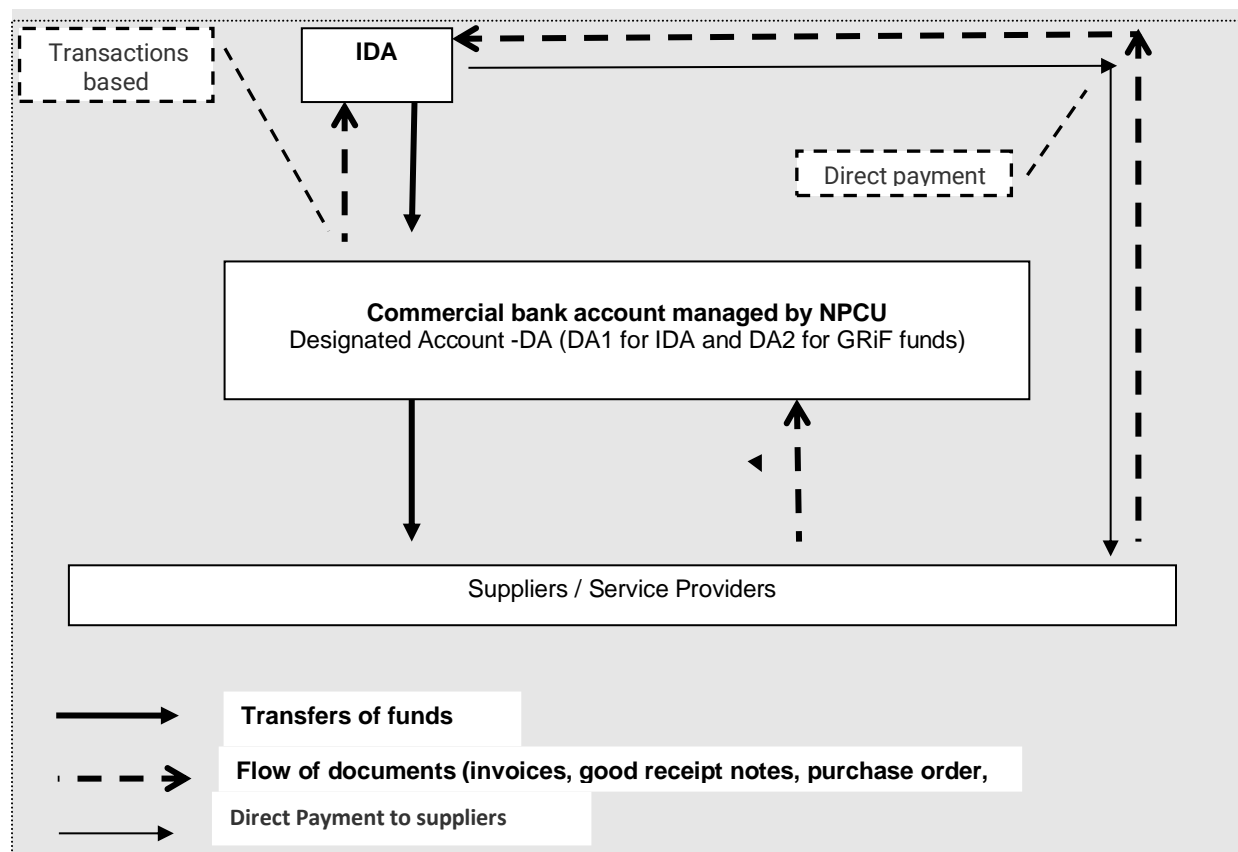 Transactions
based
IDA
Direct payment
Commercial bank account managed by NPCU
Designated Account -DA (DA1 for IDA and DA2 for GRiF funds)
Suppliers / Service Providers
Transfers of funds
Flow of documents (invoices, good receipt notes, purchase order,
Direct Payment to suppliers